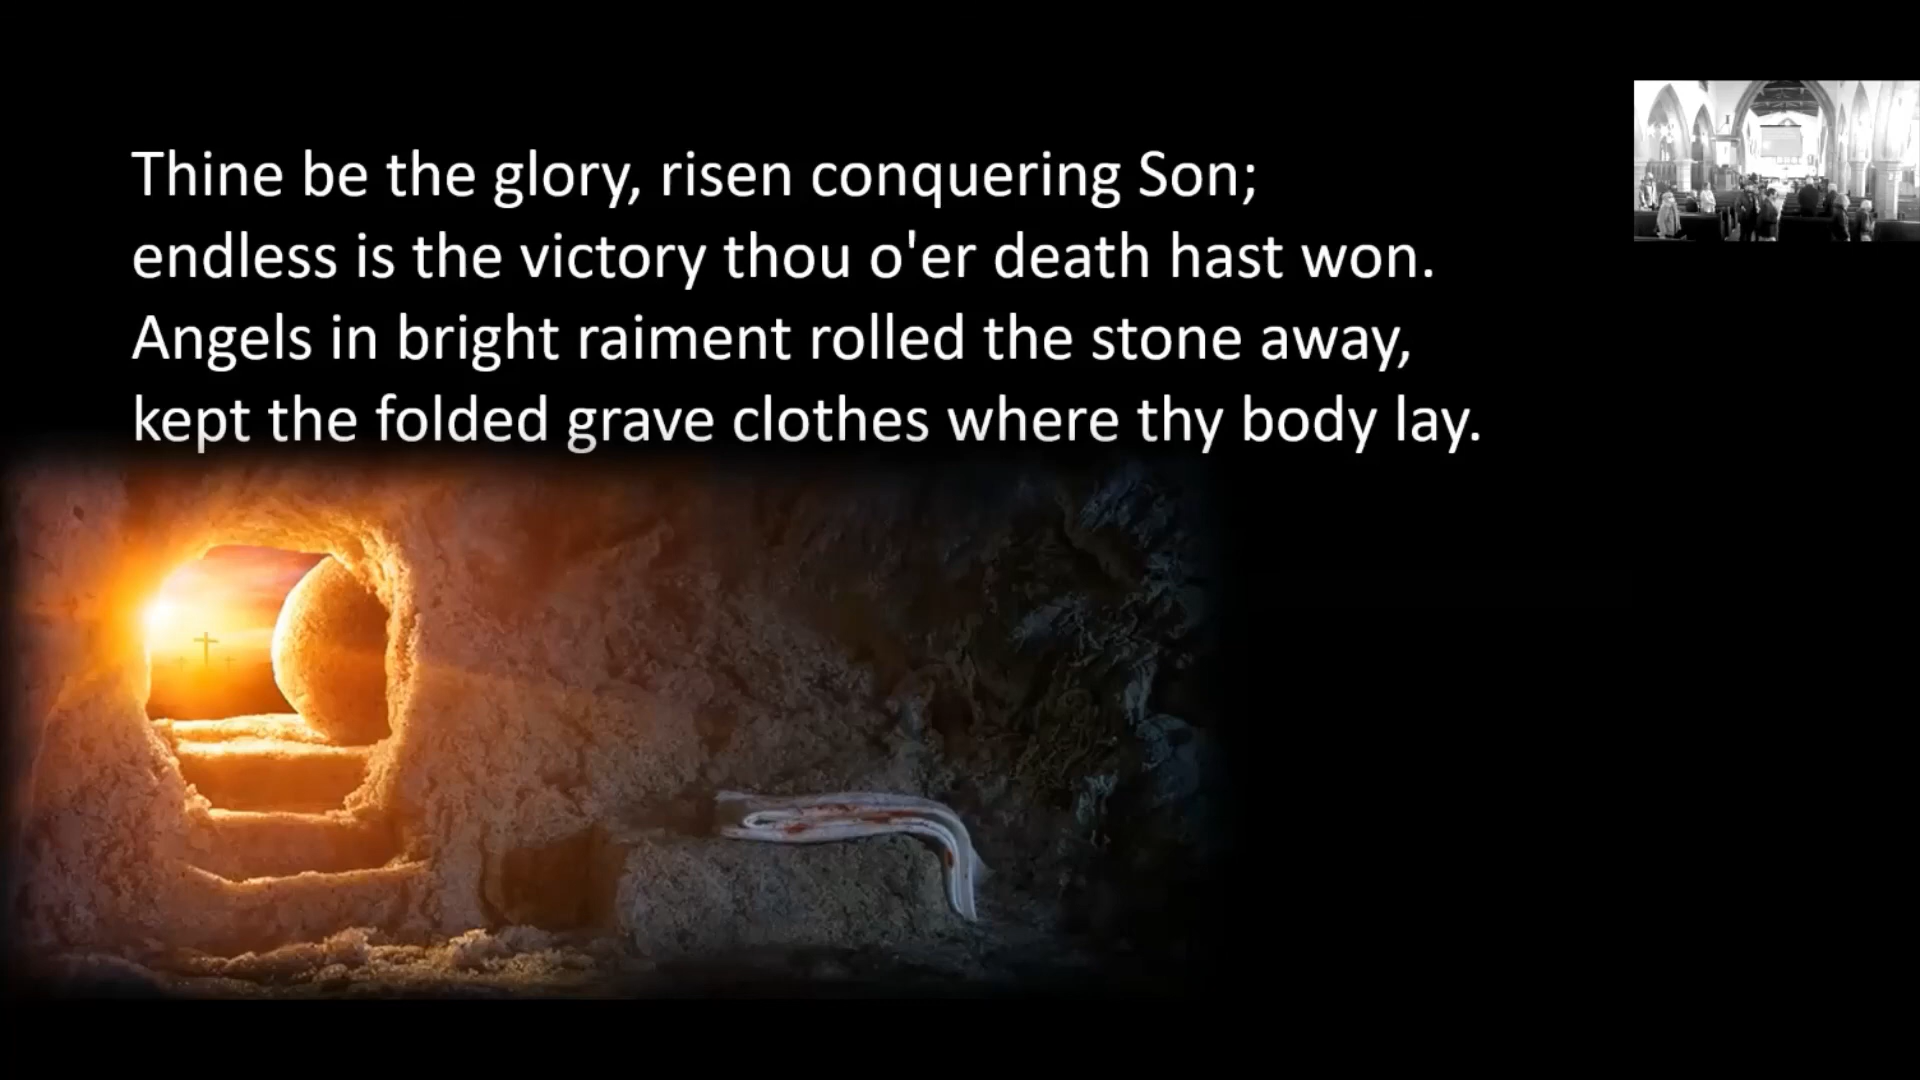 Thine be the glory, risen conquering Son;
endless is the victory thou o'er death hast won.
Angels in bright raiment rolled the stone away,
kept the folded grave clothes where thy body lay.